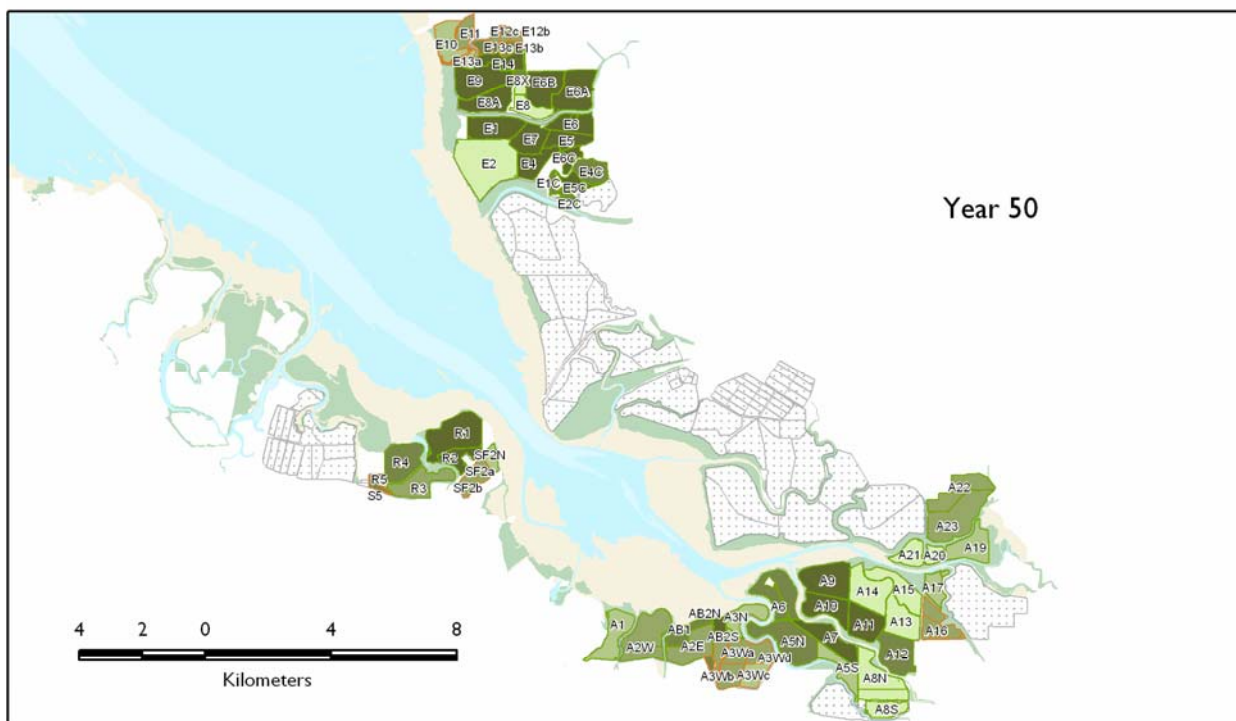 E11
E12c E12b
E10
E13c E13b
E13a E14
E9 E8X E6B
E6A
E8A E8
E1 E6
E7 E5
E2 E4 E6C
E4C
E1C E5C
E2C
Year 50
R1
R4 R2 SF2N
SF2a
R5 R3 SF2b
S5
A22
A23
A19
A21 A20
A9 A14 A15 A17
A6 A10
A13
A16
A11
A1 AB2N A3N
AB1
A2W A2E AB2S A5N A7
A3Wa A3Wd
A12
A3Wb A3Wc
A5S A8N
A8S
4 2 0 4 8
Kilometers